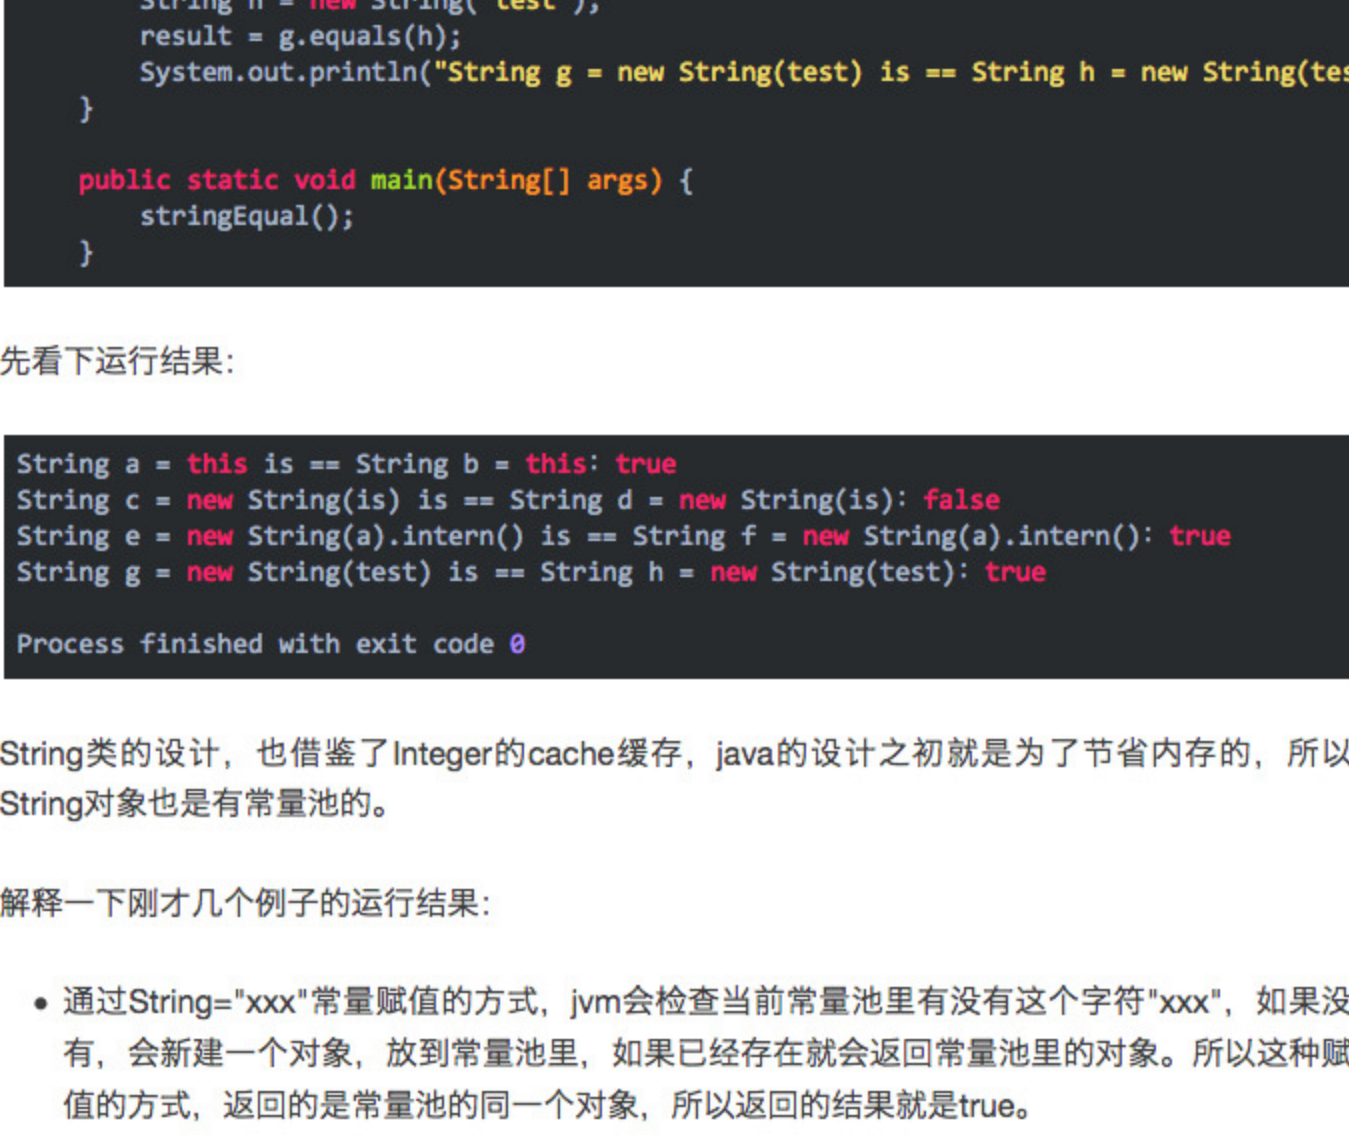 String h = new String("test");
result = g.equals(h);
System.out.println("String g = new String(test) is == String h = new String(tes
}
public static void main(String[] args) {
stringEqual();
}
先看下运行结果：
String a = this is == String b = this: true
String c = new String(is) is == String d = new String(is): false
String e = new String(a).intern() is == String f = new String(a).intern(): true
String g = new String(test) is == String h = new String(test): true
Process finished with exit code 0
String类的设计，也借鉴了Integer的cache缓存，java的设计之初就是为了节省内存的，所以
String对象也是有常量池的。
解释一下刚才几个例子的运行结果：
• 通过String="xxx"常量赋值的方式，jvm会检查当前常量池里有没有这个字符"xxx"，如果没
有，会新建一个对象，放到常量池里，如果已经存在就会返回常量池里的对象。所以这种赋
值的方式，返回的是常量池的同一个对象，所以返回的结果就是true。